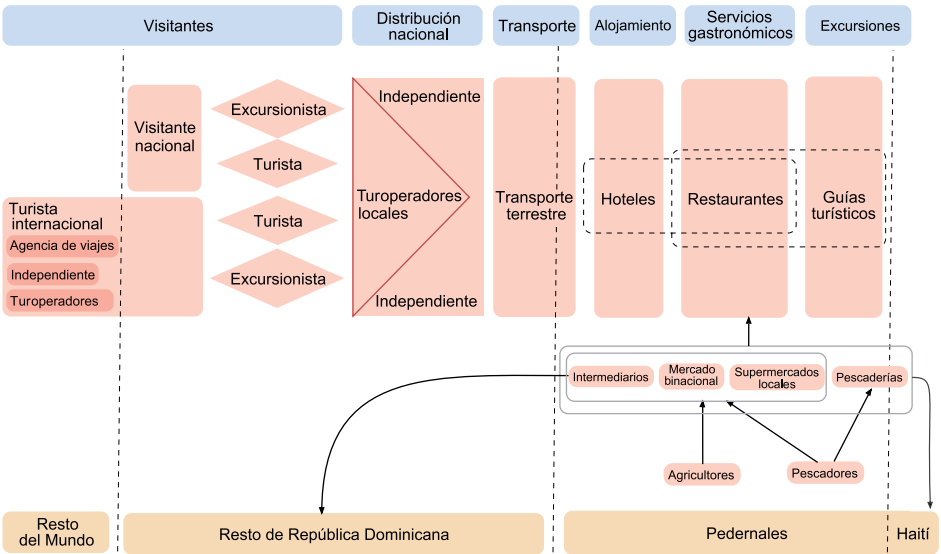 Visitantes
Distribución
nacional
Transporte
Alojamiento
Servicios
gastronómicos
Excursiones
Visitante
nacional
Excursionista
Turista
Turista
Excursionista
Turista
internacional
Agencia de viajes
Independiente
Turoperadores
Independiente
Turoperadores
locales
Independiente
Transporte
terrestre
Hoteles
Restaurantes
Guías
turísticos
Intermediarios
Mercado
binacional
Supermercados
locales
Pescaderías
Agricultores
Pescadores
Resto
del Mundo
Resto de República Dominicana
Pedernales
Haití